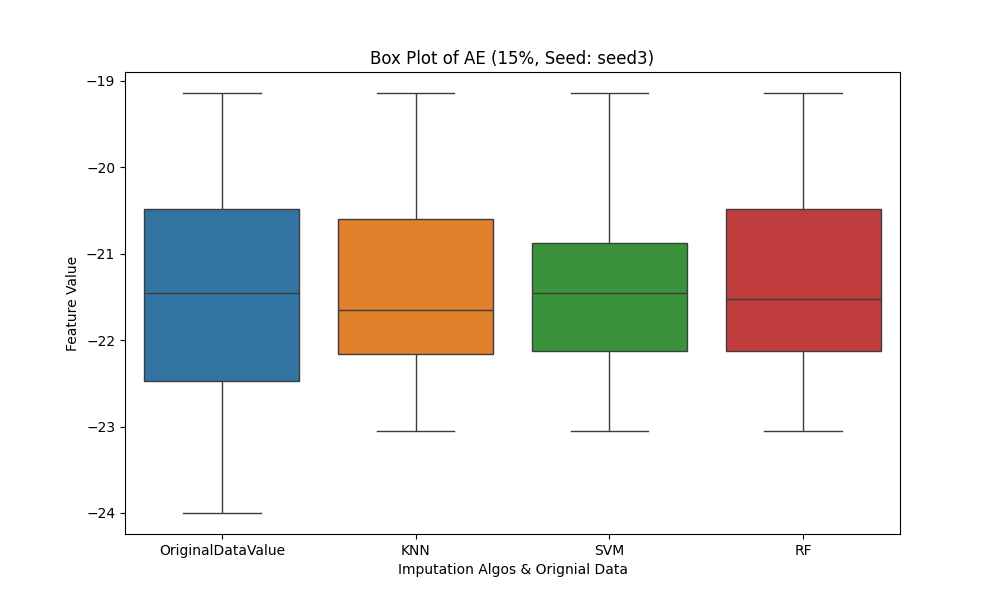 Box Plot of AE (15%, Seed: seed3)
−19
−20
−21
−22
−23
−24
Feature Value
OriginalDataValue
KNN
SVM
RF
Imputation Algos & Orignial Data